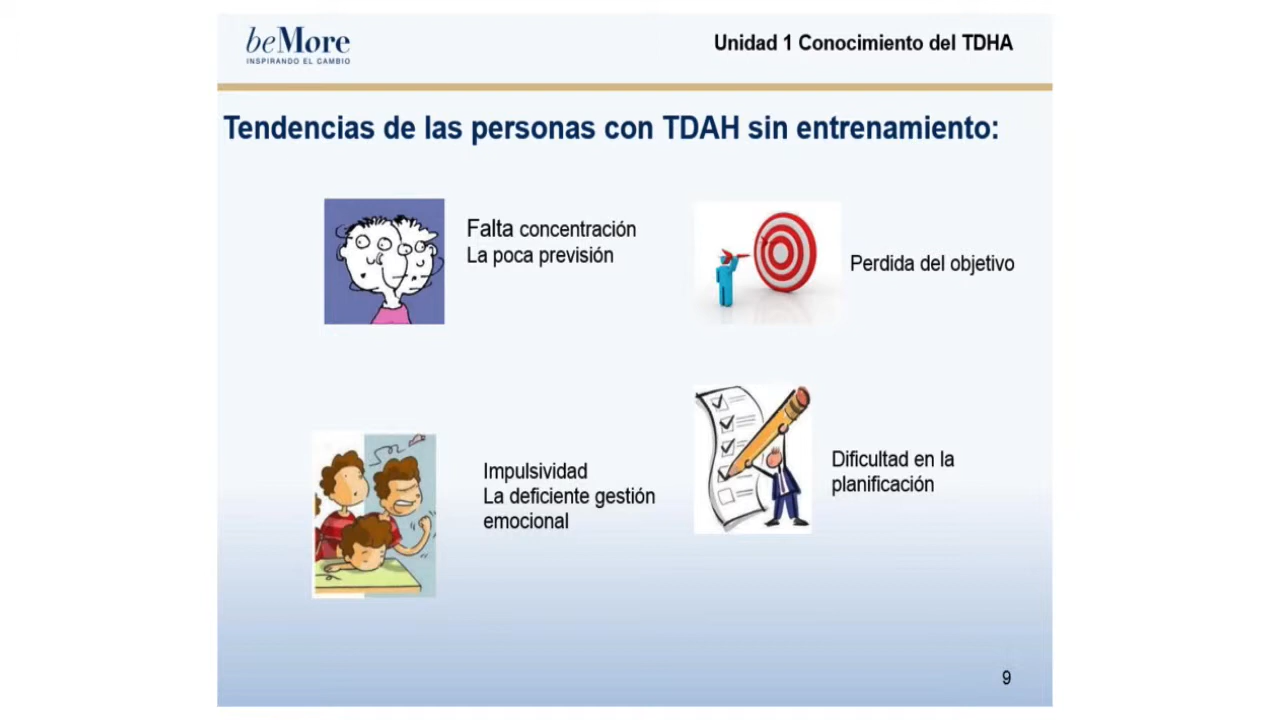 beMore
INSPIRANDO EL CAMBIO
Unidad 1 Conocimiento del TDHA
Tendencias de las personas con TDAH sin entrenamiento:
Falta concentración
La poca previsión
Perdida del objetivo
Impulsividad
La deficiente gestión
emocional
Dificultad en la
planificación
9